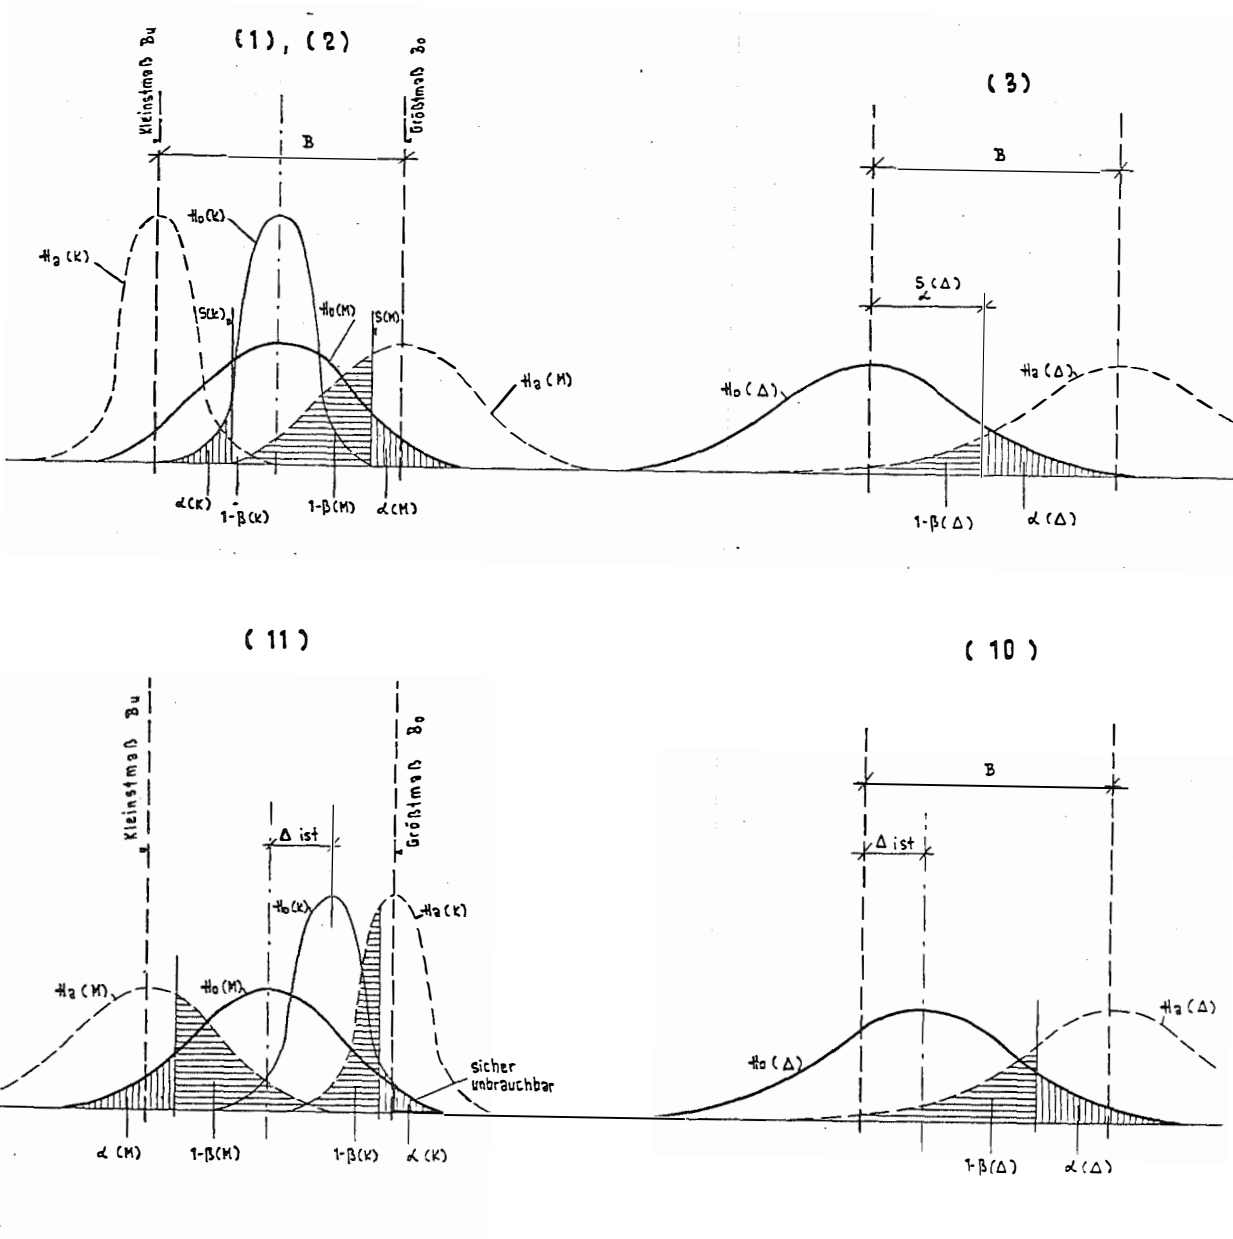 (1), (2)
Kleinstmaß Bu
Größtmaß Bo
B
Ho(K)
Ha(K)
S(K)
Ho(M)
S(M)
Ha(M)
α(K)
1-β(K)
1-β(M)
α(M)
(3)
B
S(Δ)
α
Ho(Δ)
Ha(Δ)
1-β(Δ)
α(Δ)
(11)
Kleinstmaß Bu
Größtmaß Bo
Δ ist
Ho(K)
Ha(K)
Ha(M)
Ho(M)
sicher
unbrauchbar
α(M)
1-β(M)
1-β(K)
α(K)
(10)
B
Δ ist
Ho(Δ)
Ha(Δ)
1-β(Δ)
α(Δ)